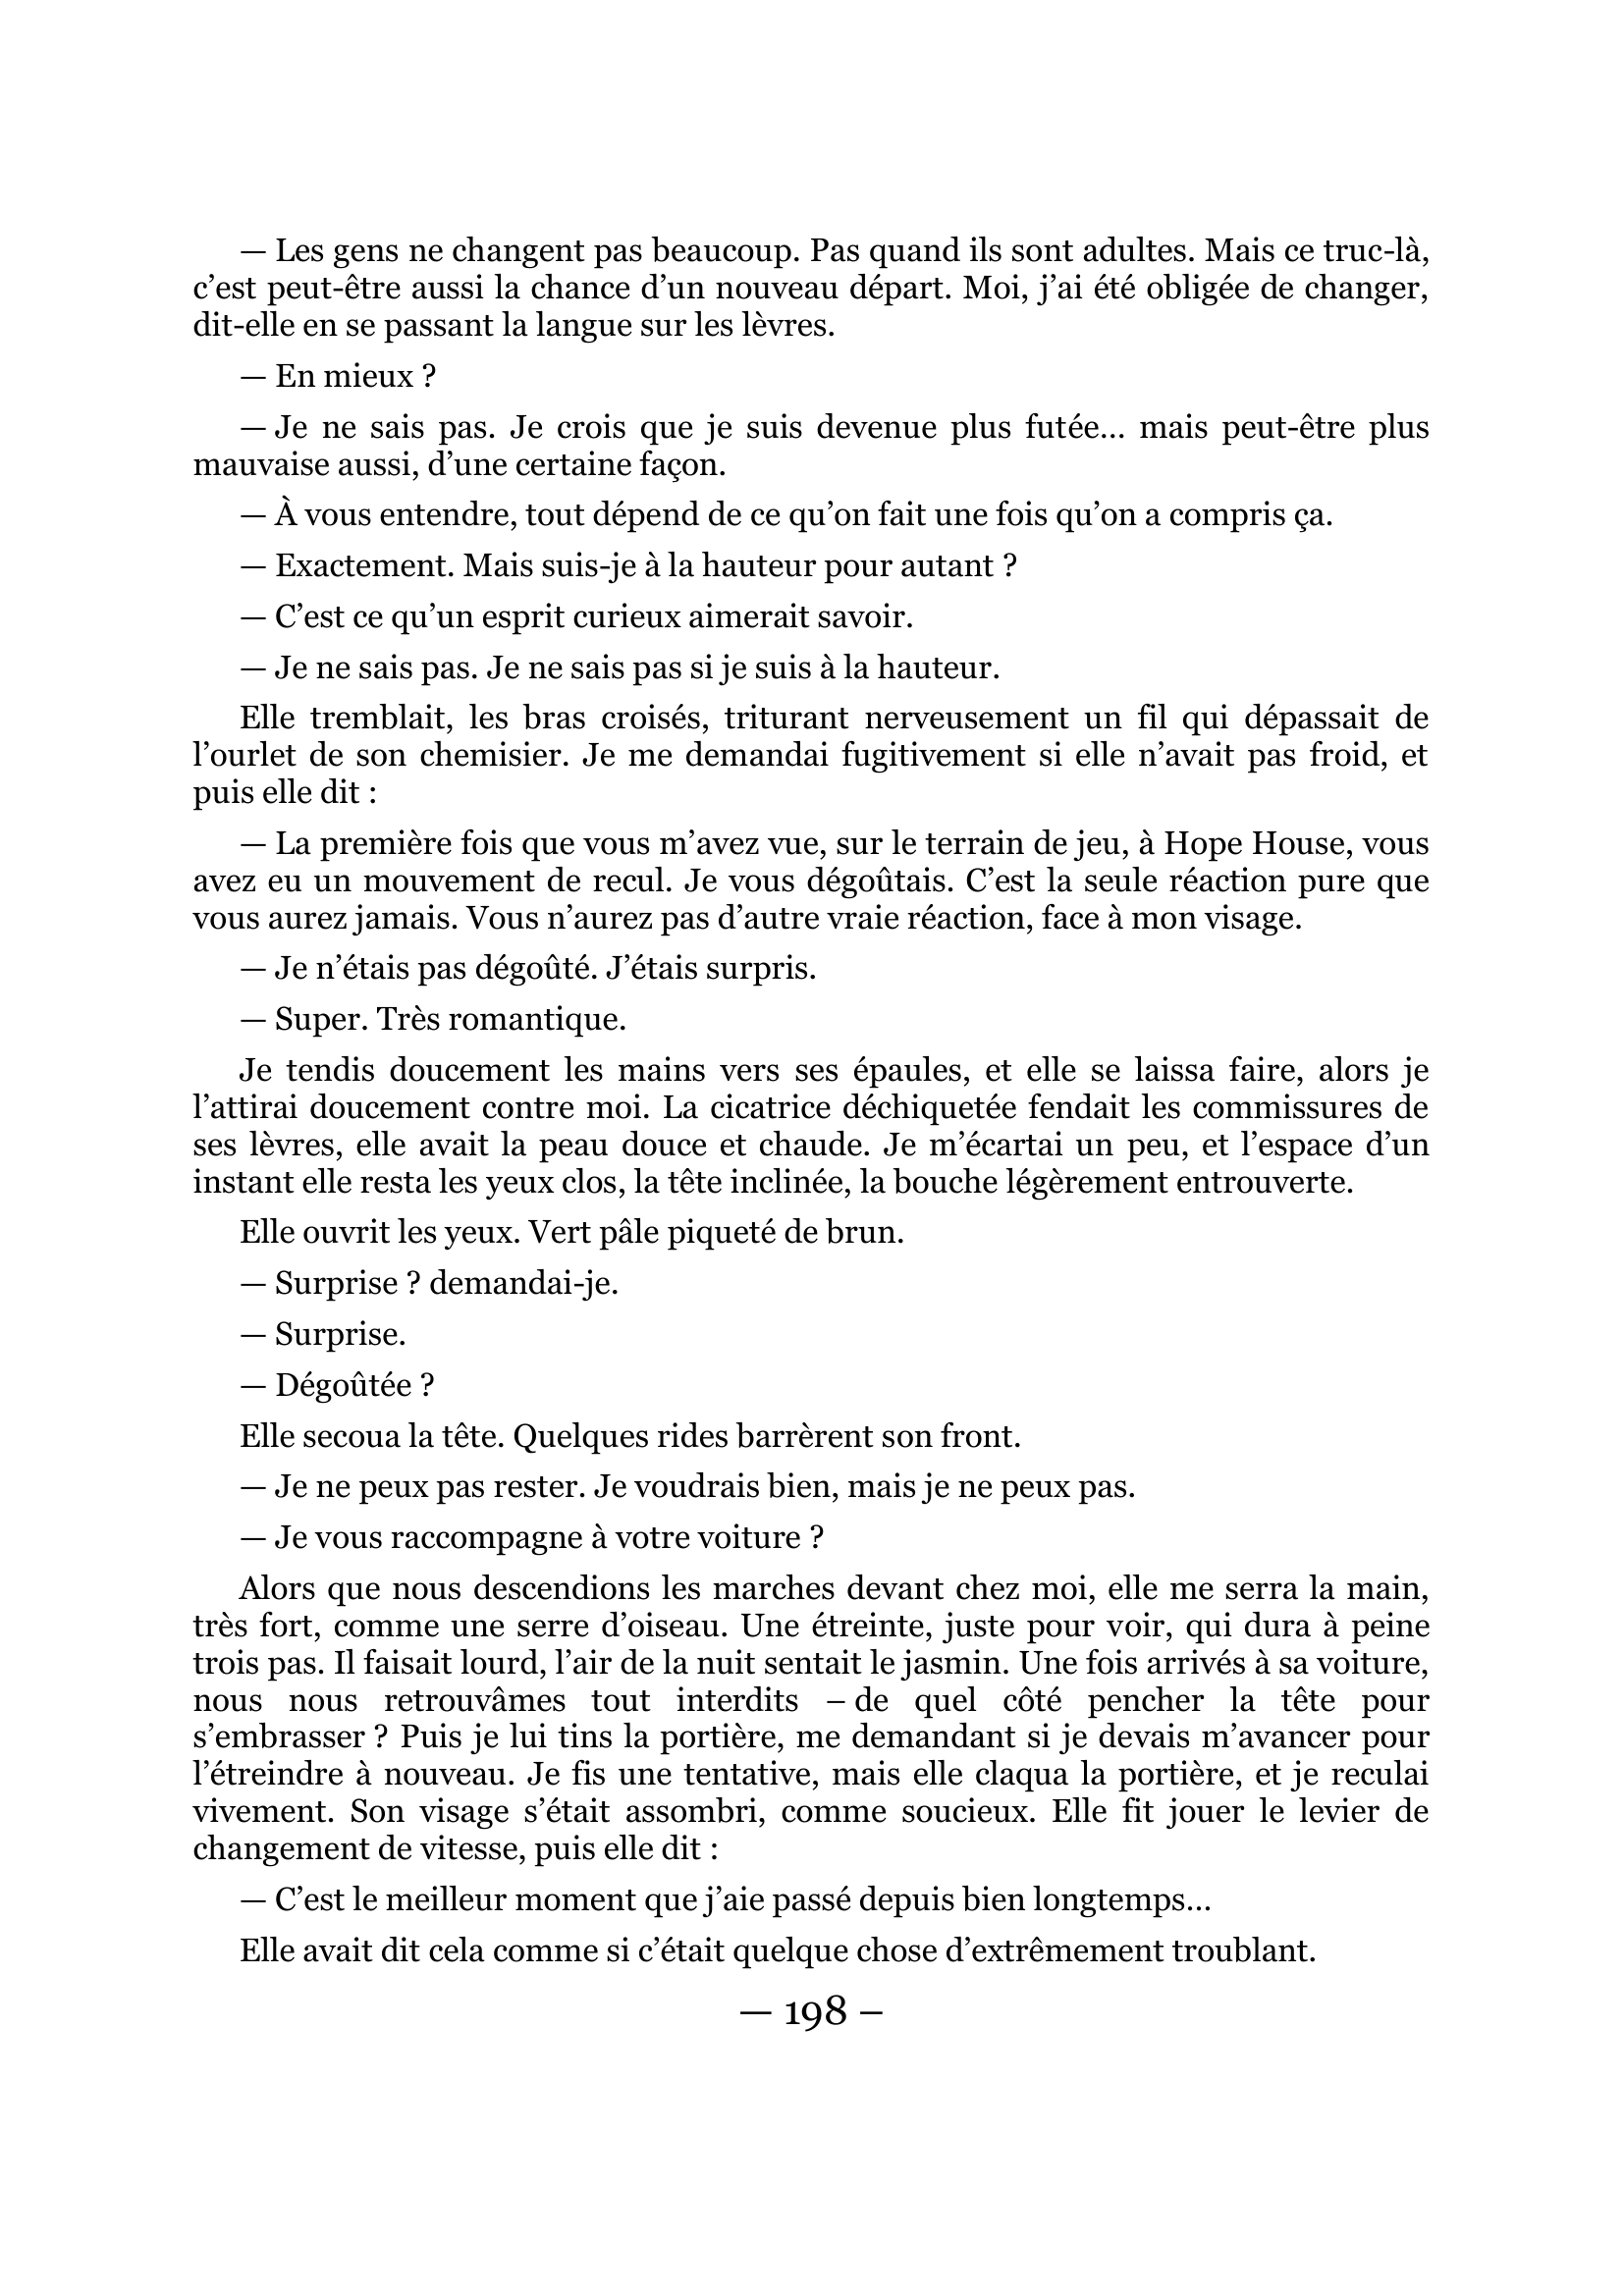 — Les gens ne changent pas beaucoup. Pas quand ils sont adultes. Mais ce truc-là,
c’est peut-être aussi la chance d’un nouveau départ. Moi, j’ai été obligée de changer,
dit-elle en se passant la langue sur les lèvres.
— En mieux ?
— Je ne sais pas. Je crois que je suis devenue plus futée… mais peut-être plus
mauvaise aussi, d’une certaine façon.
— À vous entendre, tout dépend de ce qu’on fait une fois qu’on a compris ça.
— Exactement. Mais suis-je à la hauteur pour autant ?
— C’est ce qu’un esprit curieux aimerait savoir.
— Je ne sais pas. Je ne sais pas si je suis à la hauteur.
Elle tremblait, les bras croisés, triturant nerveusement un fil qui dépassait de
l’ourlet de son chemisier. Je me demandai fugitivement si elle n’avait pas froid, et
puis elle dit :
— La première fois que vous m’avez vue, sur le terrain de jeu, à Hope House, vous
avez eu un mouvement de recul. Je vous dégoûtais. C’est la seule réaction pure que
vous aurez jamais. Vous n’aurez pas d’autre vraie réaction, face à mon visage.
— Je n’étais pas dégoûté. J’étais surpris.
— Super. Très romantique.
Je tendis doucement les mains vers ses épaules, et elle se laissa faire, alors je
l’attirai doucement contre moi. La cicatrice déchiquetée fendait les commissures de
ses lèvres, elle avait la peau douce et chaude. Je m’écartai un peu, et l’espace d’un
instant elle resta les yeux clos, la tête inclinée, la bouche légèrement entrouverte.
Elle ouvrit les yeux. Vert pâle piqueté de brun.
— Surprise ? demandai-je.
— Surprise.
— Dégoûtée ?
Elle secoua la tête. Quelques rides barrèrent son front.
— Je ne peux pas rester. Je voudrais bien, mais je ne peux pas.
— Je vous raccompagne à votre voiture ?
Alors que nous descendions les marches devant chez moi, elle me serra la main,
très fort, comme une serre d’oiseau. Une étreinte, juste pour voir, qui dura à peine
trois pas. Il faisait lourd, l’air de la nuit sentait le jasmin. Une fois arrivés à sa voiture,
nous nous retrouvâmes tout interdits – de quel côté pencher la tête pour
s’embrasser ? Puis je lui tins la portière, me demandant si je devais m’avancer pour
l’étreindre à nouveau. Je fis une tentative, mais elle claqua la portière, et je reculai
vivement. Son visage s’était assombri, comme soucieux. Elle fit jouer le levier de
changement de vitesse, puis elle dit :
— C’est le meilleur moment que j’aie passé depuis bien longtemps…
Elle avait dit cela comme si c’était quelque chose d’extrêmement troublant.
— 198 –